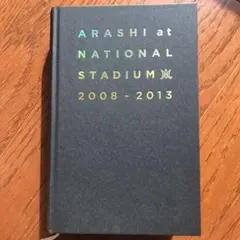 ARASHI at
NATIONAL
STADIUM
2008 - 2013